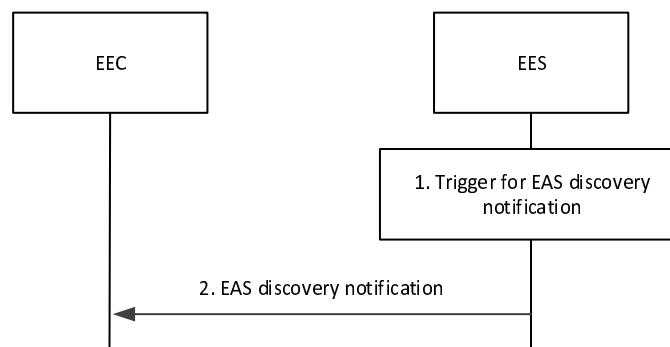 EEC
EES
1. Trigger for EAS discovery
notification
2. EAS discovery notification